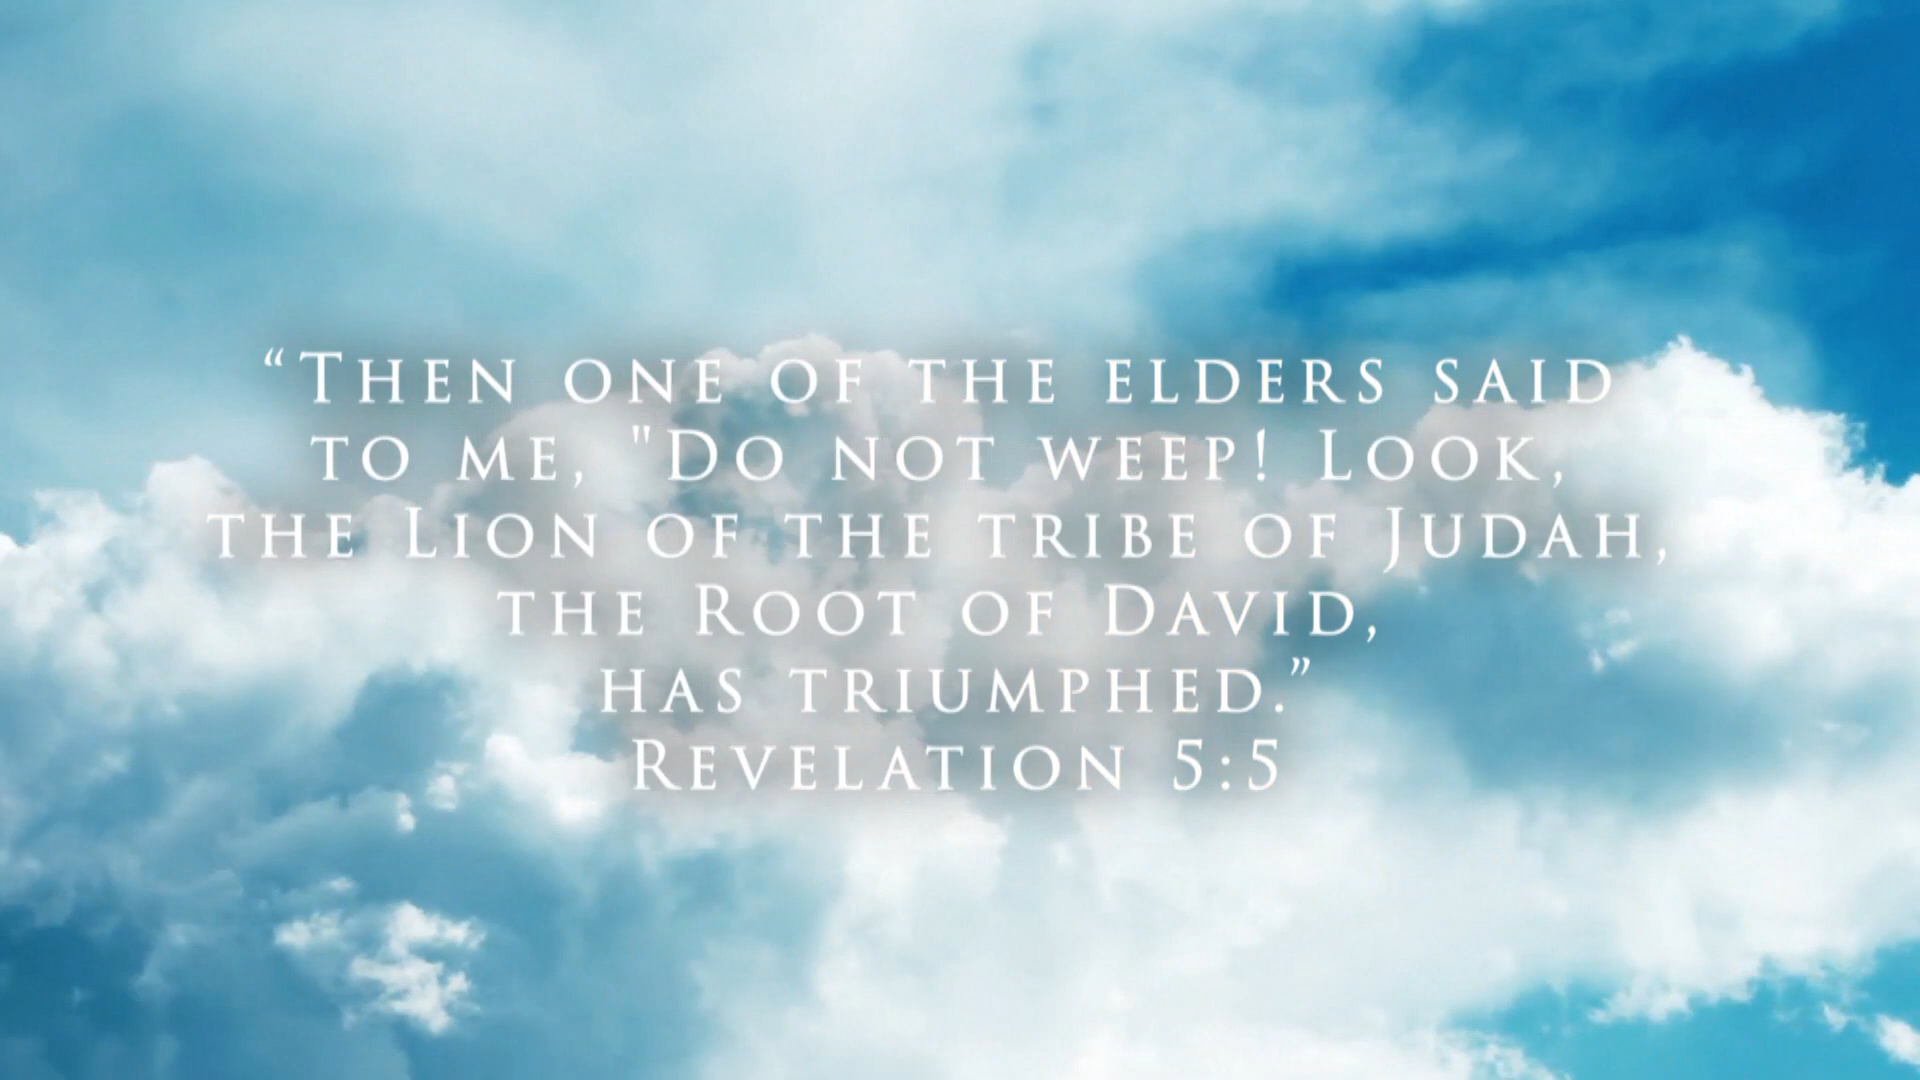 “Then one of the elders said
to me, "Do not weep! Look,
the Lion of the tribe of Judah,
the Root of David,
has triumphed.”
Revelation 5:5